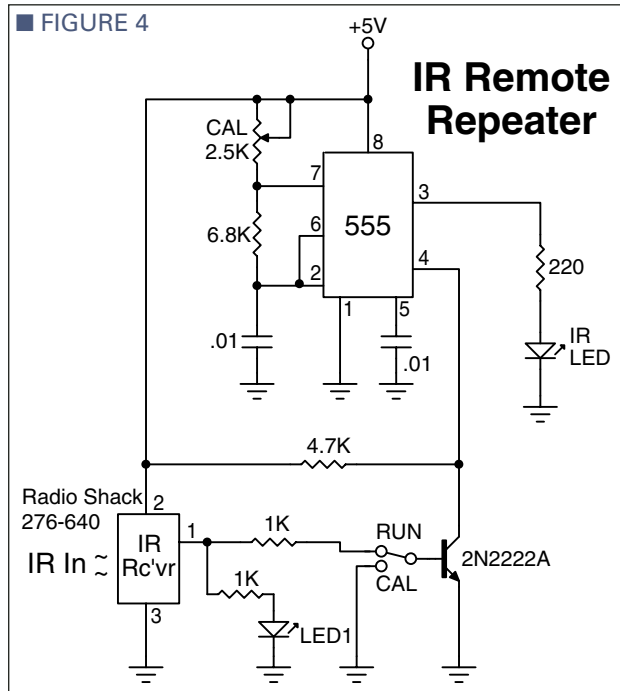 FIGURE 4
+5V
IR Remote
Repeater
CAL
2.5K
8
7
3
6
555
6.8K
4
2
220
1
5
.01
.01
IR
LED
4.7K
Radio Shack
276-640
2
1
1K
RUN
IR In ~
~
IR
Rc'vr
2N2222A
1K
CAL
3
LED1